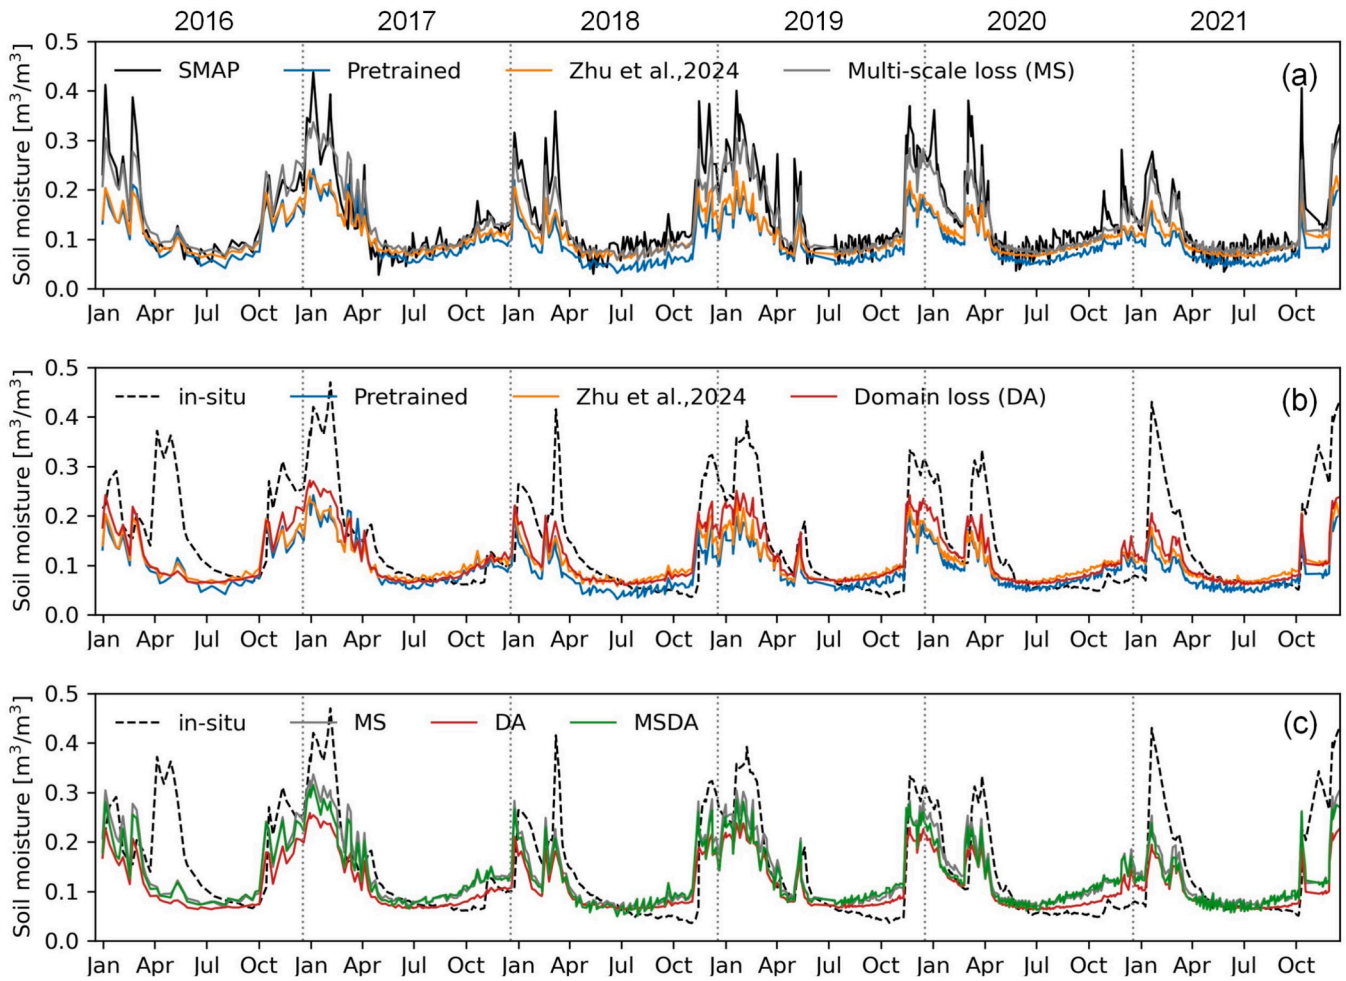 2016 2017 2018 2019 2020 2021
0.5
SMAP Pretrained Zhu et al.,2024 Multi-scale loss (MS) (a)
0.4
0.3
0.2
0.1
0.0
Soil moisture [m³/m³]
Jan Apr Jul Oct Jan Apr Jul Oct Jan Apr Jul Oct Jan Apr Jul Oct Jan Apr Jul Oct Jan Apr Jul Oct
0.5
in-situ Pretrained Zhu et al.,2024 Domain loss (DA) (b)
0.4
0.3
0.2
0.1
0.0
Soil moisture [m³/m³]
Jan Apr Jul Oct Jan Apr Jul Oct Jan Apr Jul Oct Jan Apr Jul Oct Jan Apr Jul Oct Jan Apr Jul Oct
0.5
in-situ MS DA MSDA (c)
0.4
0.3
0.2
0.1
0.0
Soil moisture [m³/m³]
Jan Apr Jul Oct Jan Apr Jul Oct Jan Apr Jul Oct Jan Apr Jul Oct Jan Apr Jul Oct Jan Apr Jul Oct